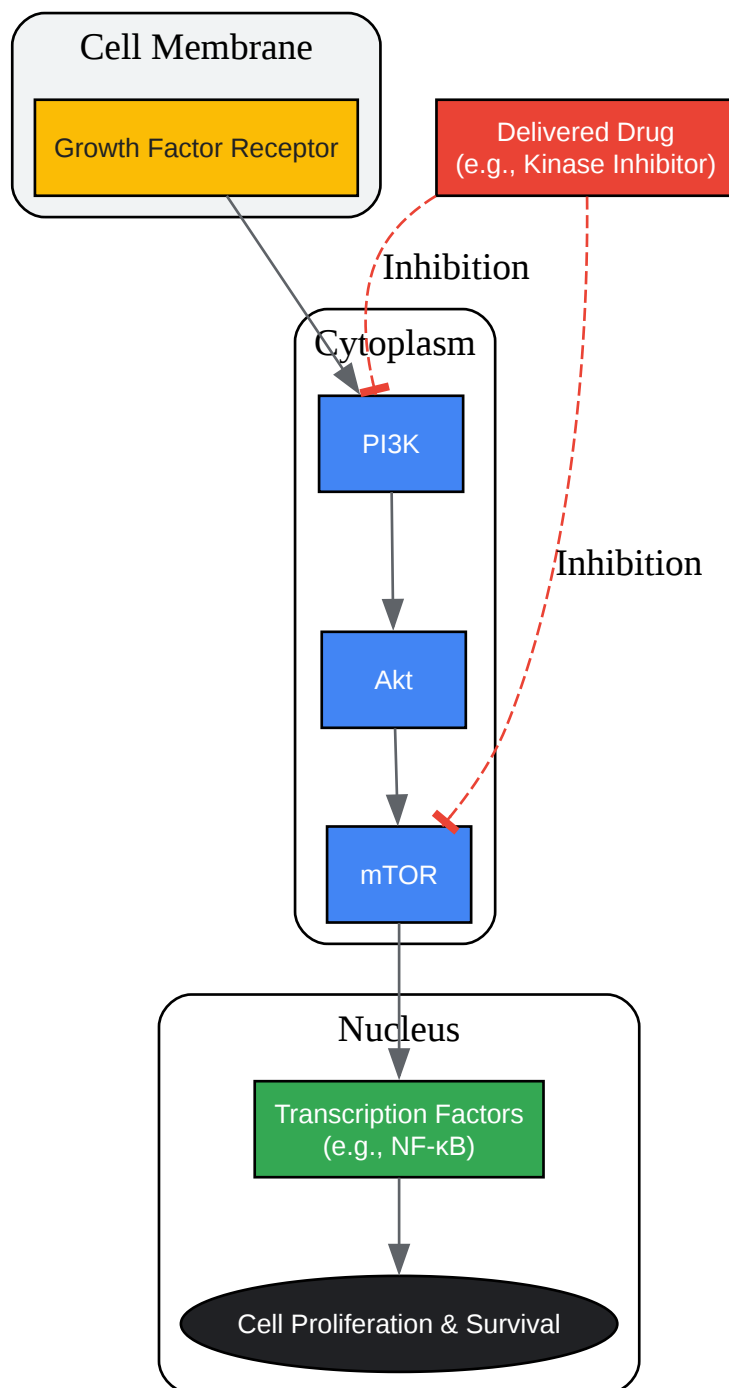 Cell Membrane
Growth Factor Receptor
Delivered Drug
(e.g., Kinase Inhibitor)
Inhibition
Cytoplasm
PI3K
Inhibition
Akt
mTOR
Nucleus
Transcription Factors
(e.g., NF-κB)
Cell Proliferation & Survival